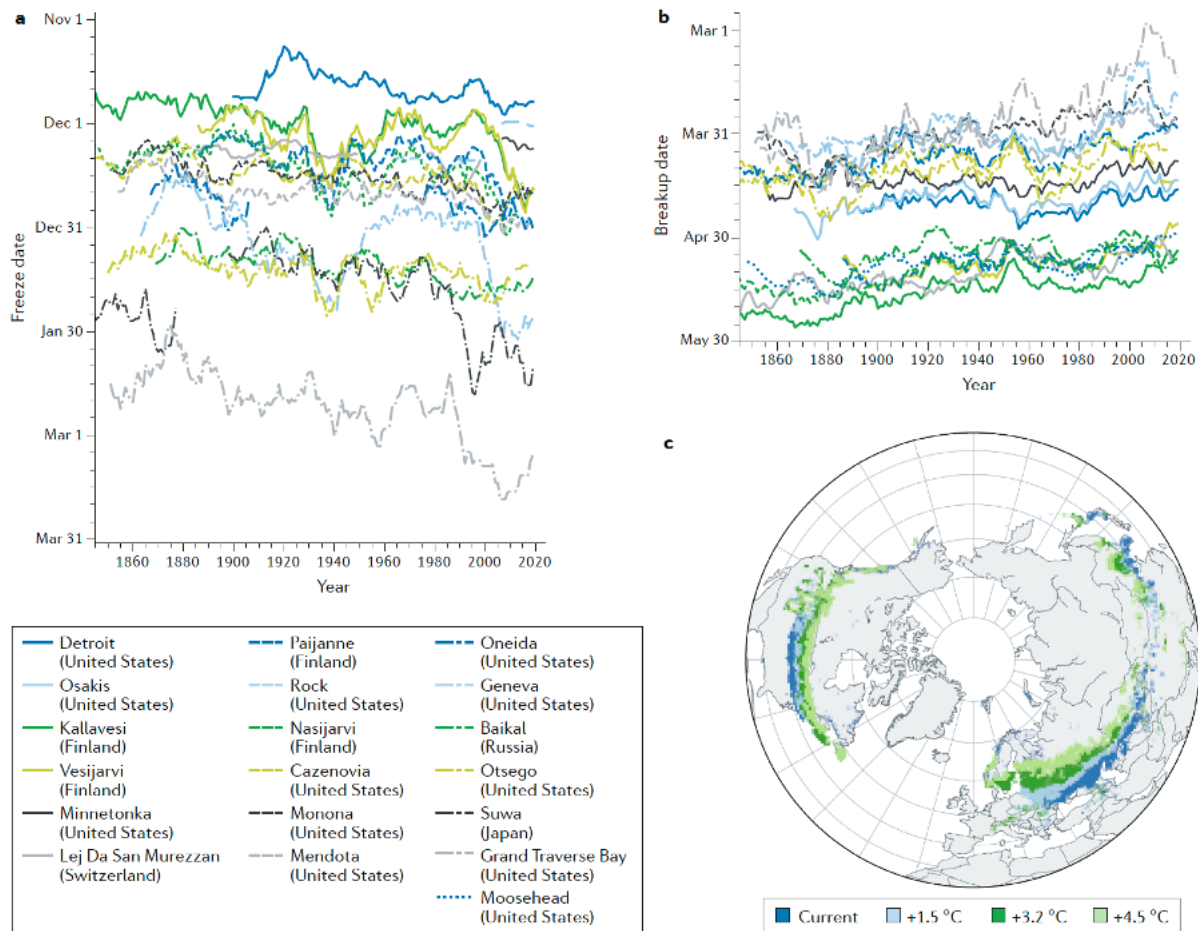 a
Nov 1
Dec 1
Dec 31
Jan 30
Mar 1
Mar 31
Freeze date
1860 1880 1900 1920 1940 1960 1980 2000 2020
Year
b
Mar 1
Mar 31
Apr 30
May 30
Breakup date
1860 1880 1900 1920 1940 1960 1980 2000 2020
Year
c
Detroit
(United States)
Osakis
(United States)
Kallavesi
(Finland)
Vesijarvi
(Finland)
Minnetonka
(United States)
Lej Da San Murezzan
(Switzerland)
Paijanne
(Finland)
Rock
(United States)
Nasijarvi
(Finland)
Cazenovia
(United States)
Monona
(United States)
Mendota
(United States)
Oneida
(United States)
Geneva
(United States)
Baikal
(Russia)
Otsego
(United States)
Suwa
(Japan)
Grand Traverse Bay
(United States)
Moosehead
(United States)
Current +1.5 °C +3.2 °C +4.5 °C